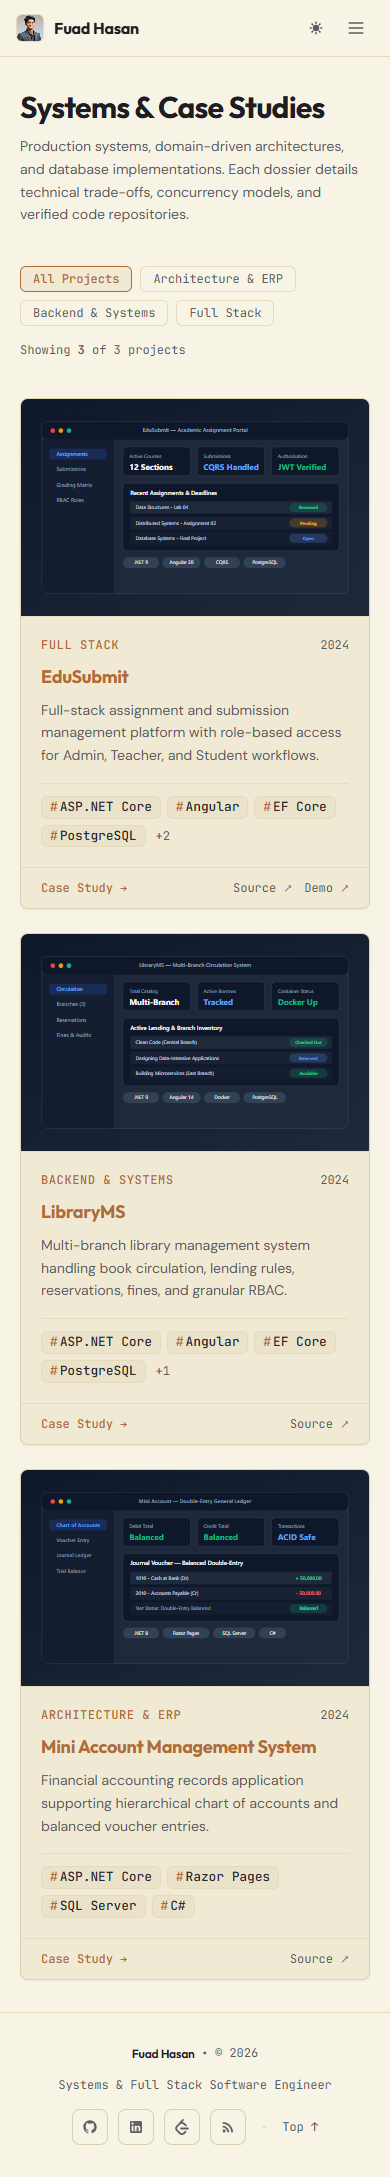 Fuad Hasan
Systems & Case Studies
Production systems, domain-driven architectures,
and database implementations. Each dossier details
technical trade-offs, concurrency models, and
verified code repositories.
All Projects
Architecture & ERP
Backend & Systems
Full Stack
Showing 3 of 3 projects
EduSubmit — Academic Assignment Portal
Assignments
Submissions
Grading Matrix
RBAC Roles
Active Courses
12 Sections
Submissions
CQRS Handled
Authorization
JWT Verified
Recent Assignments & Deadlines
Data Structures - Lab 04
Reviewed
Distributed Systems - Assignment 02
Pending
Database Systems - Final Project
Open
.NET 9
Angular 20
CQRS
PostgreSQL
FULL STACK
2024
EduSubmit
Full-stack assignment and submission
management platform with role-based access
for Admin, Teacher, and Student workflows.
#ASP.NET Core
#Angular
#EF Core
#PostgreSQL
+2
Case Study →
Source ↗
Demo ↗
LibraryMS — Multi-Branch Circulation System
Circulation
Branches (3)
Reservations
Fines & Audits
Total Catalog
Multi-Branch
Active Borrows
Tracked
Container Status
Docker Up
Active Lending & Branch Inventory
Clean Code (Central Branch)
Checked Out
Designing Data-Intensive Applications
Reserved
Building Microservices (East Branch)
Available
.NET 9
Angular 14
Docker
PostgreSQL
BACKEND & SYSTEMS
2024
LibraryMS
Multi-branch library management system
handling book circulation, lending rules,
reservations, fines, and granular RBAC.
#ASP.NET Core
#Angular
#EF Core
#PostgreSQL
+1
Case Study →
Source ↗
Mini Account — Double-Entry General Ledger
Chart of Accounts
Voucher Entry
Journal Ledger
Trial Balance
Debit Total
Balanced
Credit Total
Balanced
Transactions
ACID Safe
Journal Voucher — Balanced Double-Entry
1010 - Cash at Bank (Dr)
+ 50,000.00
2010 - Accounts Payable (Cr)
- 50,000.00
Net Status: Double-Entry Balanced
Balanced
.NET 8
Razor Pages
SQL Server
C#
ARCHITECTURE & ERP
2024
Mini Account Management System
Financial accounting records application
supporting hierarchical chart of accounts and
balanced voucher entries.
#ASP.NET Core
#Razor Pages
#SQL Server
#C#
Case Study →
Source ↗
Fuad Hasan • © 2026
Systems & Full Stack Software Engineer
Top ↑